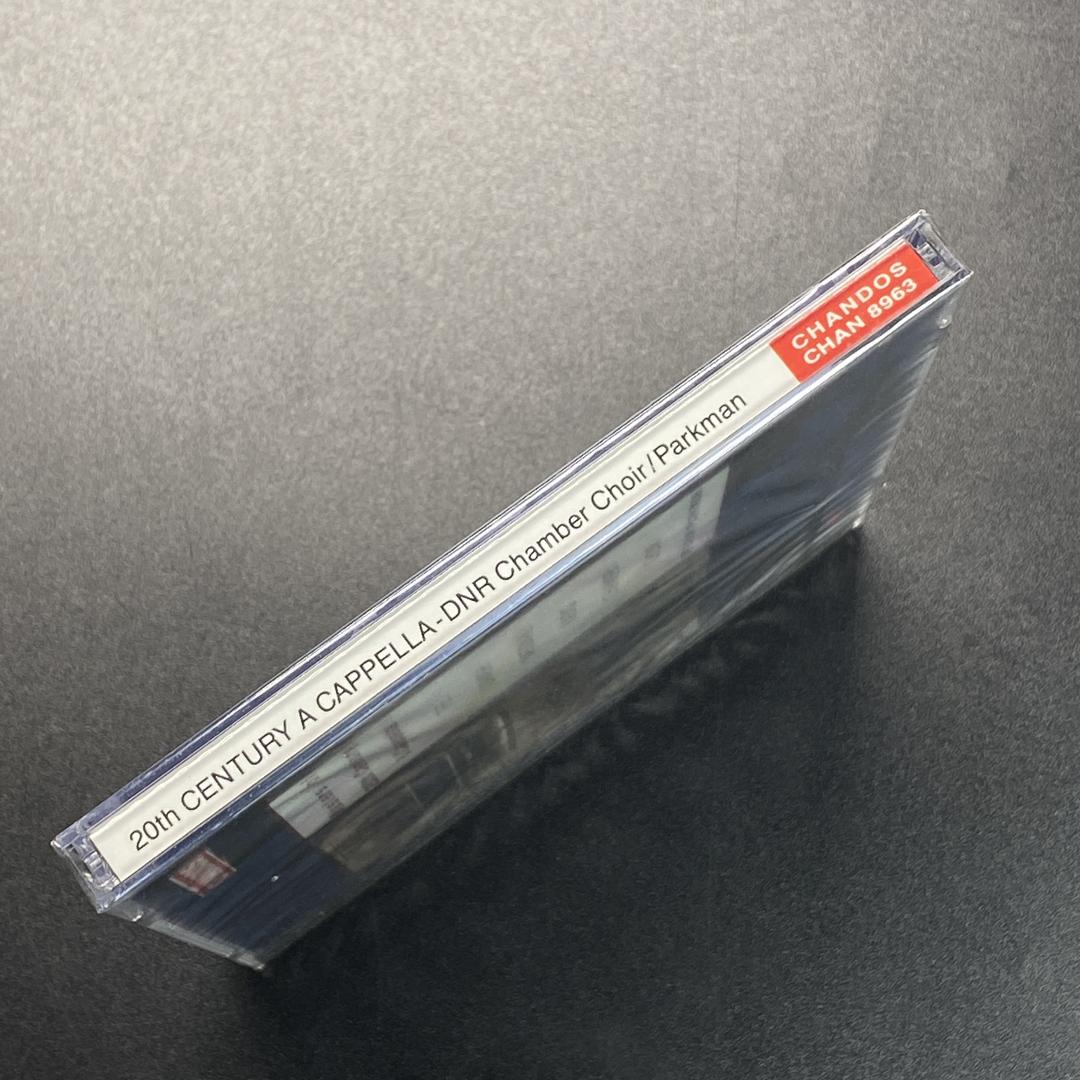 20th CENTURY A CAPPELLA-DNR Chamber Choir/Parkman
CHANDOS
CHAN 8963